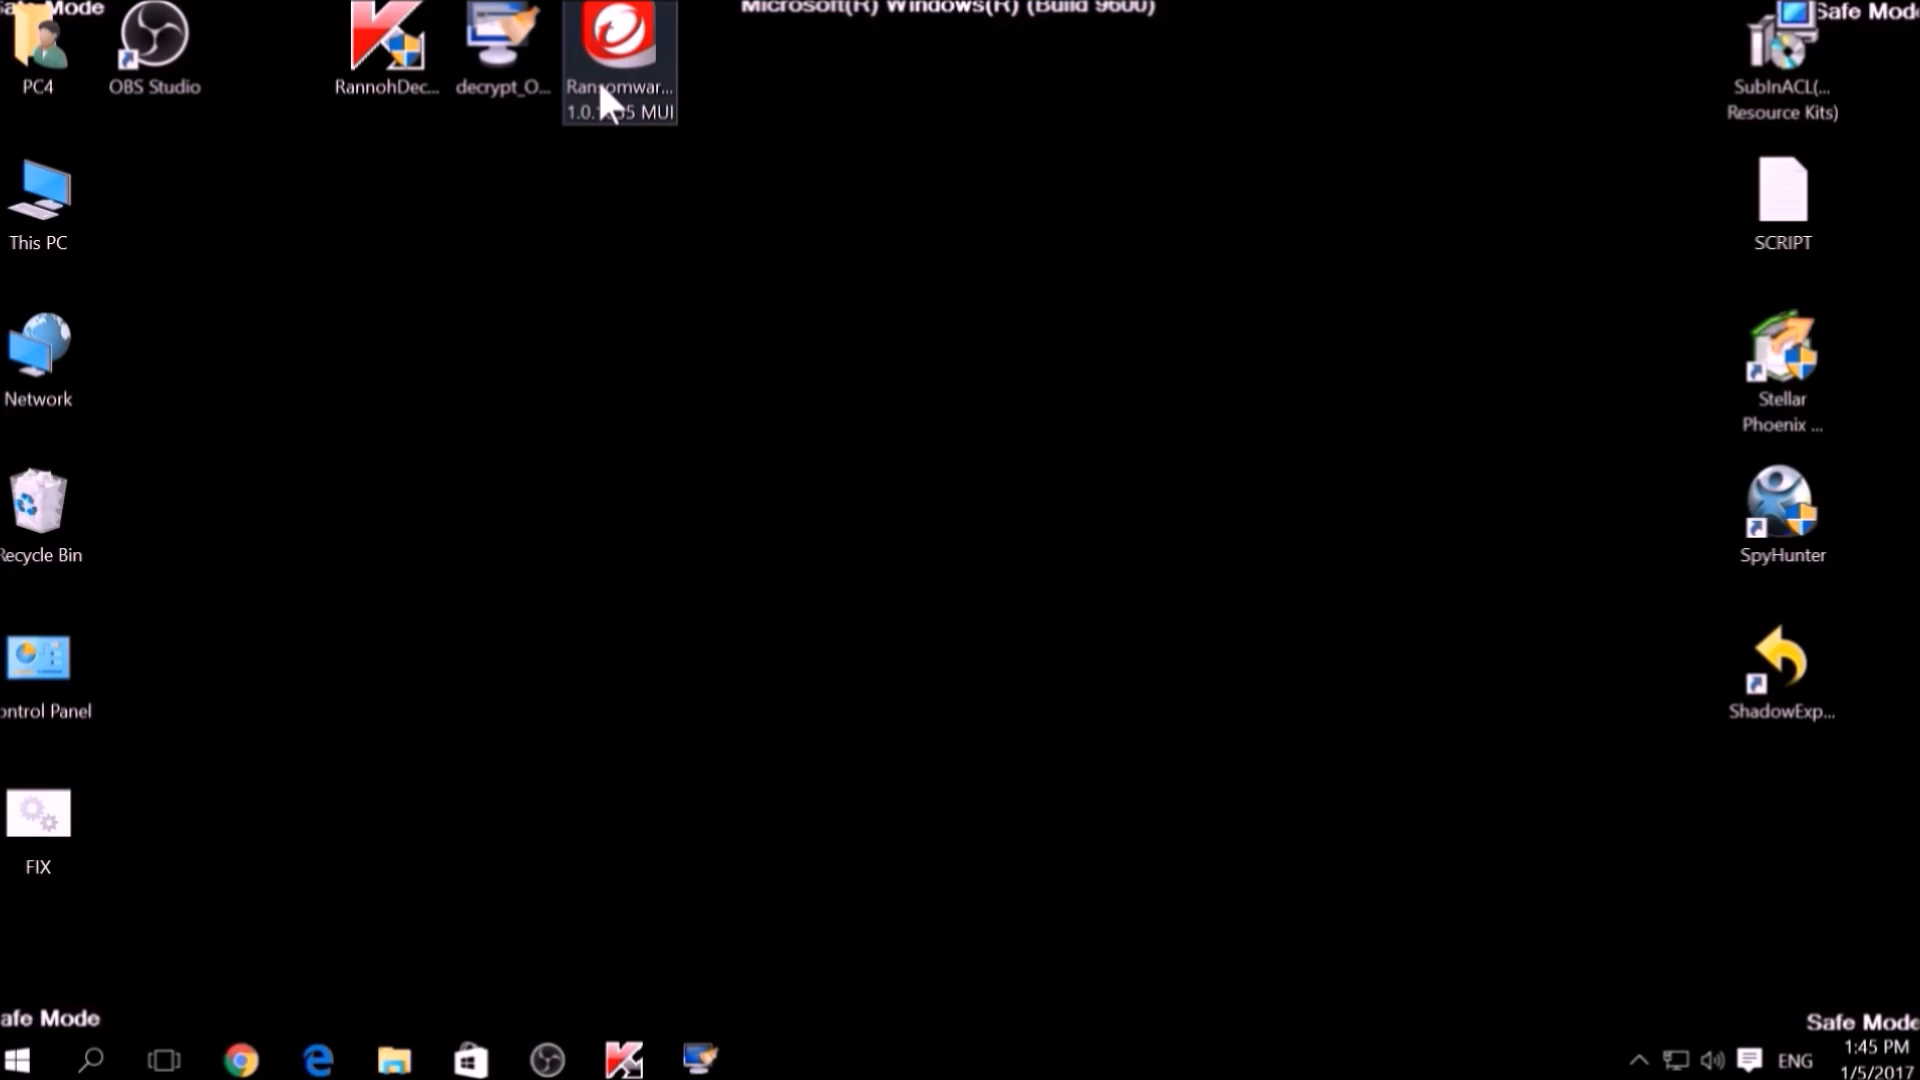 afe Mode
Microsoft(R) Windows(R) (Build 9600)
Safe Mode
PC4
OBS Studio
RannohDec...
decrypt_O...
Ransomwar...
MUI
SubInACL(...
Resource Kits)
This PC
SCRIPT
Network
Stellar
Phoenix ...
Recycle Bin
SpyHunter
ontrol Panel
ShadowExp...
FIX
afe Mode
Safe Mode
ENG
1:45 PM
1/5/2017